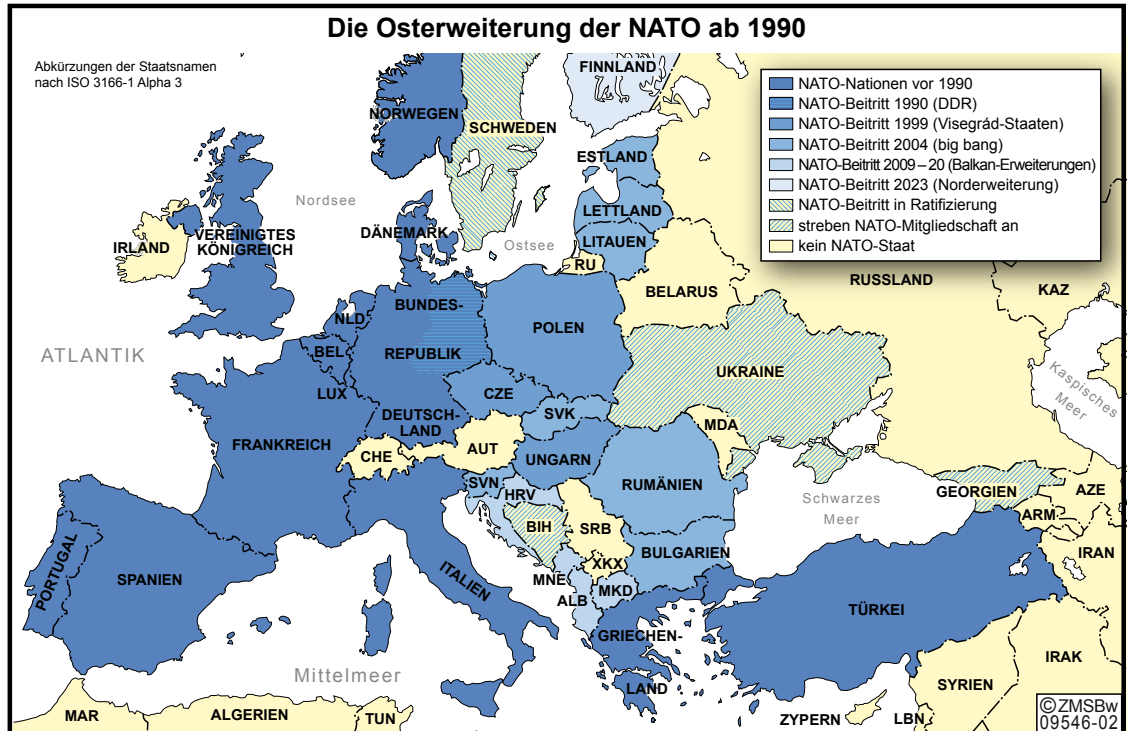 Die Osterweiterung der NATO ab 1990
Abkürzungen der Staatsnamen
nach ISO 3166-1 Alpha 3
NATO-Nationen vor 1990
NATO-Beitritt 1990 (DDR)
NATO-Beitritt 1999 (Visegrád-Staaten)
NATO-Beitritt 2004 (big bang)
NATO-Beitritt 2009–20 (Balkan-Erweiterungen)
NATO-Beitritt 2023 (Norderweiterung)
NATO-Beitritt in Ratifizierung
streben NATO-Mitgliedschaft an
kein NATO-Staat
FINNLAND
NORWEGEN
SCHWEDEN
ESTLAND
Nordsee
LETTLAND
DÄNEMARK
VEREINIGTES
KÖNIGREICH
IRLAND
Ostsee
LITAUEN
RU
RUSSLAND
KAZ
BELARUS
BUNDES-
NLD
POLEN
ATLANTIK
BEL
REPUBLIK
UKRAINE
Kaspisches
Meer
LUX
CZE
DEUTSCH-
LAND
SVK
MDA
FRANKREICH
CHE
AUT
UNGARN
SVN
HRV
RUMÄNIEN
GEORGIEN
AZE
Schwarzes
Meer
ARM
BIH
SRB
BULGARIEN
IRAN
PORTUGAL
SPANIEN
ITALIEN
MNE
XKX
MKD
ALB
TÜRKEI
GRIECHEN-
LAND
Mittelmeer
IRAK
SYRIEN
MAR
ALGERIEN
TUN
ZYPERN
LBN
©ZMSBw
09546-02